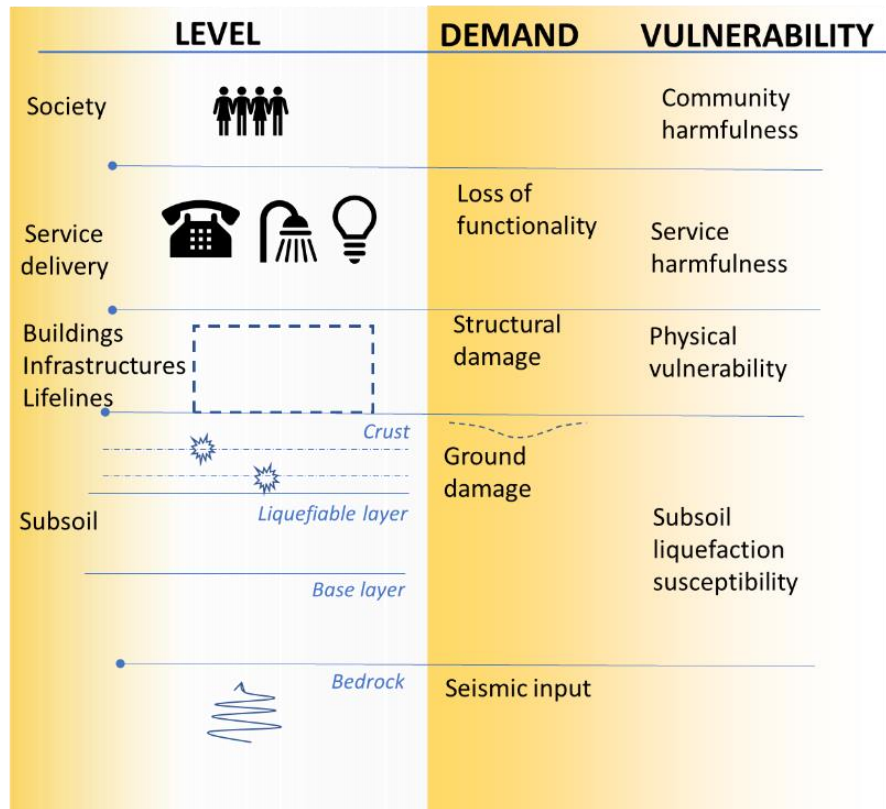 LEVEL
DEMAND
VULNERABILITY
Society
Community
harmfulness
Service
delivery
Loss of
functionality
Service
harmfulness
Buildings
Infrastructures
Lifelines
Structural
damage
Physical
vulnerability
Crust
Ground
damage
Subsoil
Liquefiable layer
Subsoil
liquefaction
susceptibility
Base layer
Bedrock
Seismic input